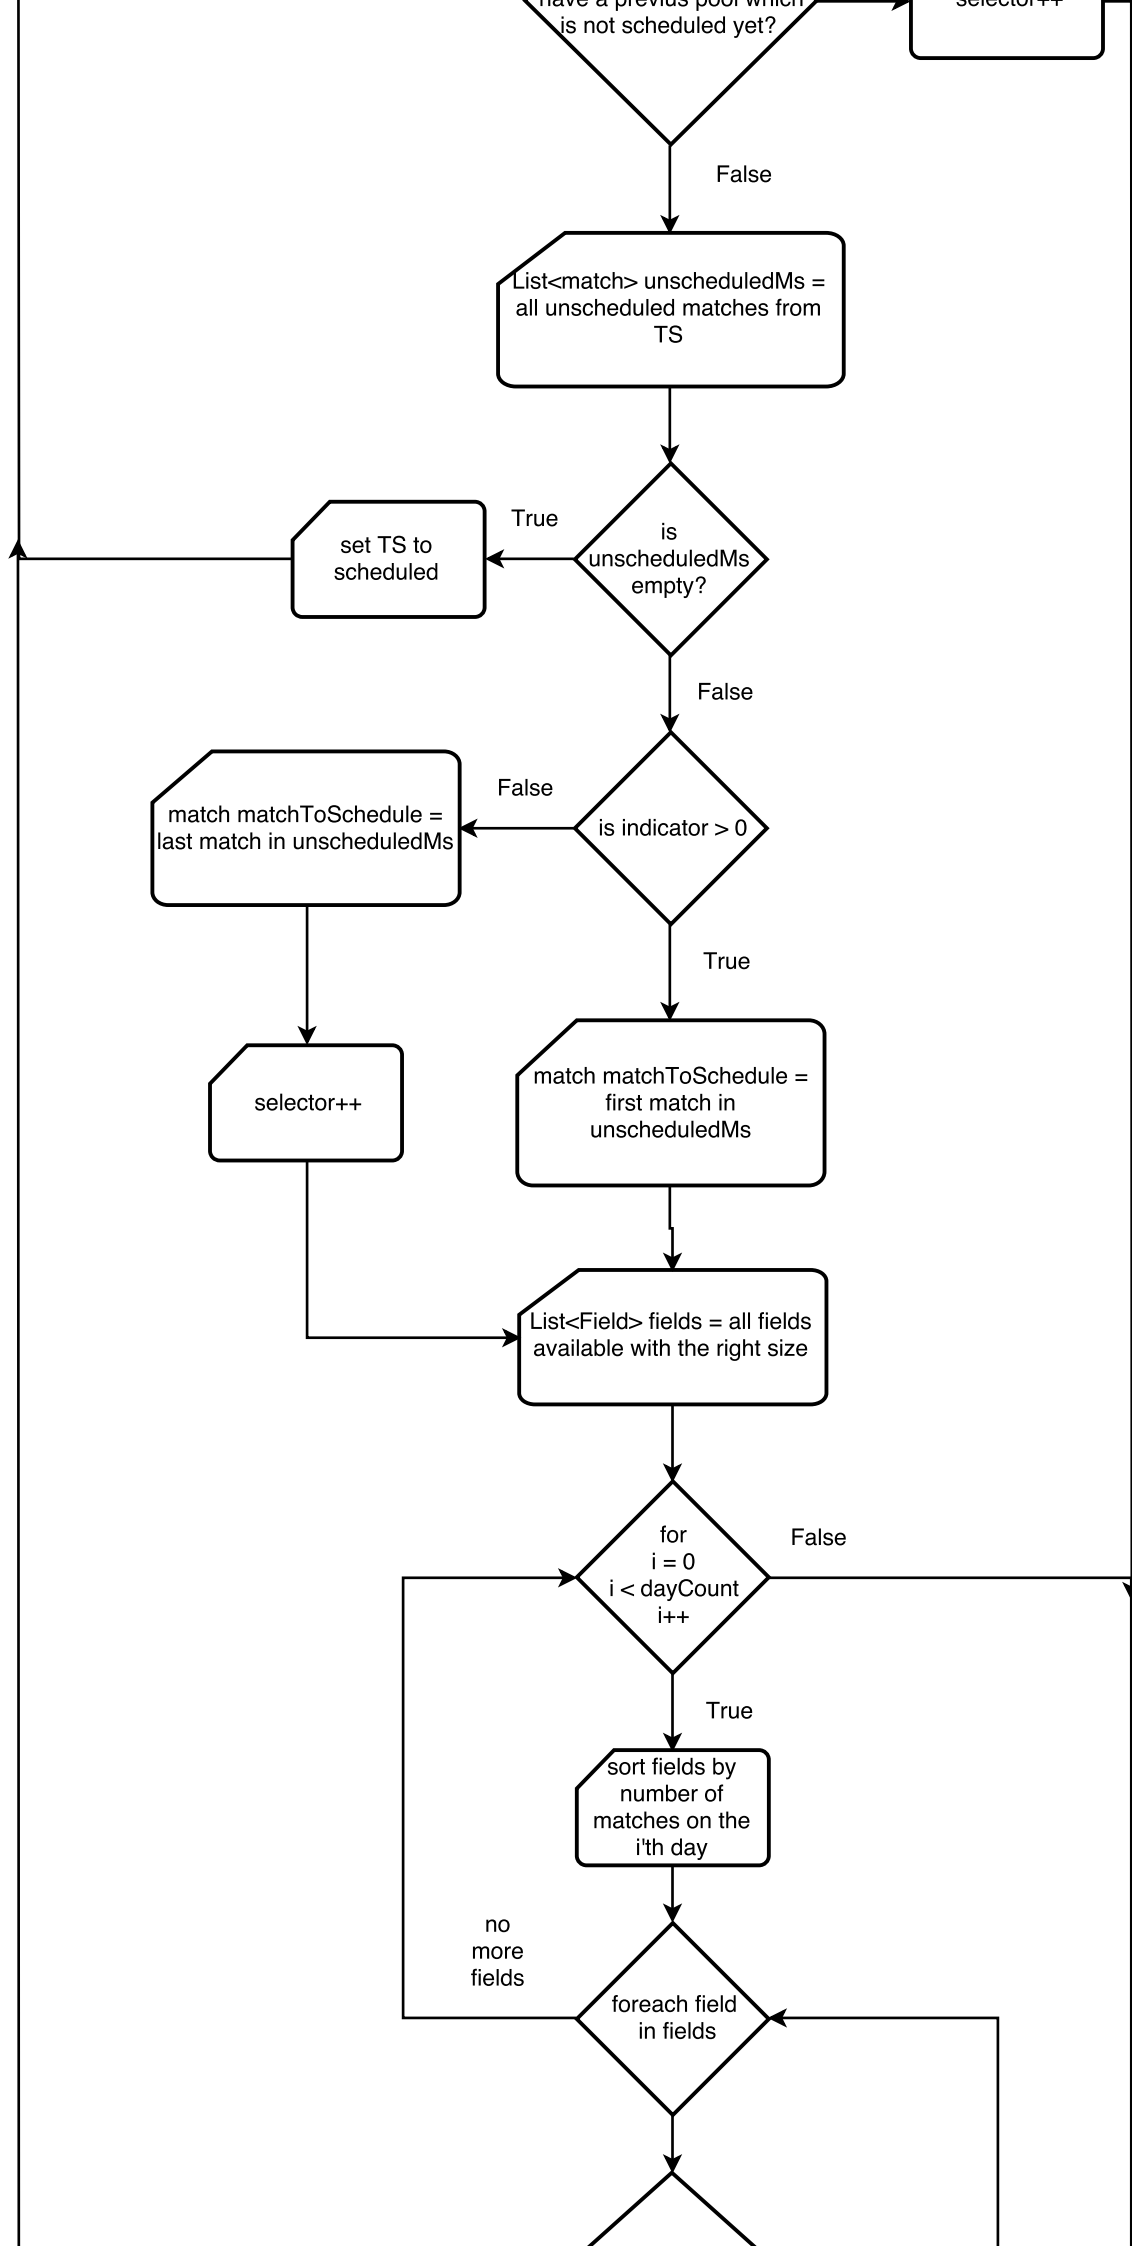 have a previus pool which
is not scheduled yet?
selector++
False
List<match> unscheduledMs =
all unscheduled matches from
TS
True
set TS to
scheduled
is
unscheduledMs
empty?
False
False
match matchToSchedule =
last match in unscheduledMs
is indicator > 0
True
selector++
match matchToSchedule =
first match in
unscheduledMs
List<Field> fields = all fields
available with the right size
for
i = 0
i < dayCount
i++
False
True
sort fields by
number of
matches on the
i'th day
no
more
fields
foreach field
in fields